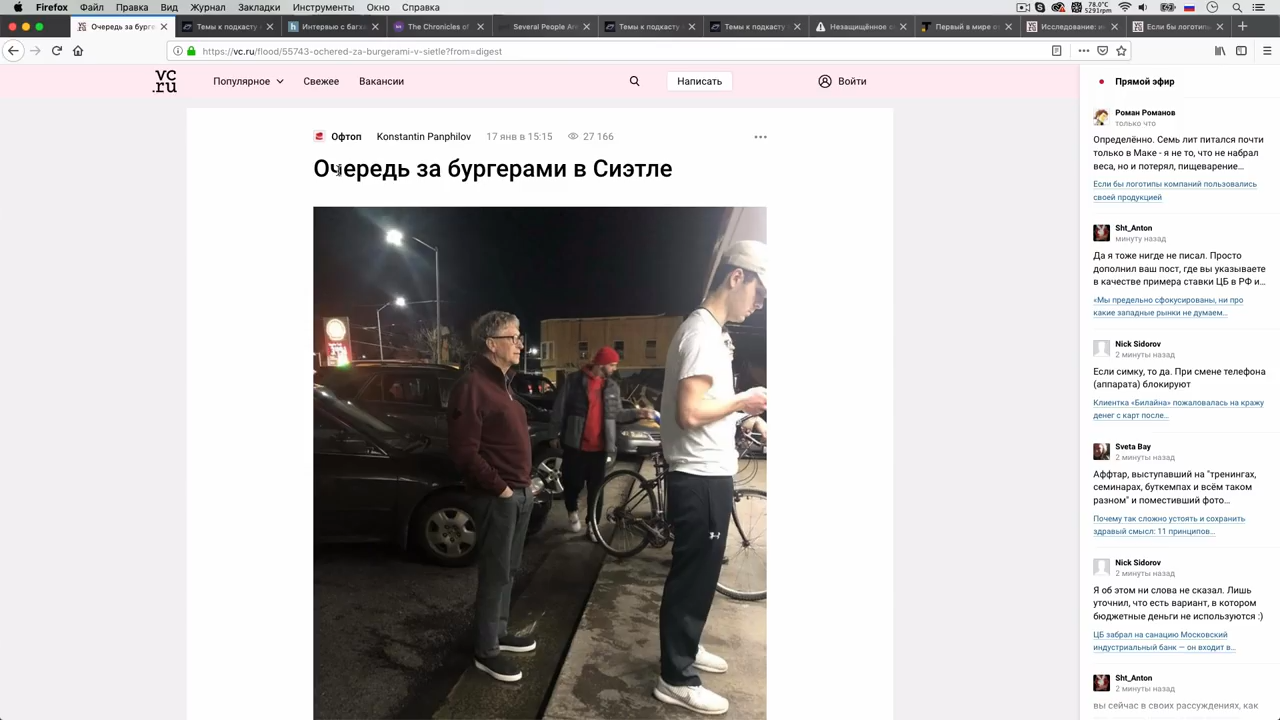 Firefox Файл Правка Вид Журнал Закладки Инструменты Окно Справка
78.0°C
5291rpm
Очередь за бурге
Темы к подкасту
Интервью с багха
The Chronicles of
Several People Ar
Темы к подкасту
Темы к подкасту
Незащищённое с
Первый в мире о
Исследование: и
Если бы логотип
https://vc.ru/flood/55743-ochered-za-burgerami-v-sietle?from=digest
vc
.ru
Популярное
Свежее
Вакансии
Написать
Войти
Офтоп Konstantin Panphilov 17 янв в 15:15 27 166
Очередь за бургерами в Сиэтле
Прямой эфир
Роман Романов
только что
Определённо. Семь лит питался почти
только в Маке - я не то, что не набрал
веса, но и потерял, пищеварение...
Если бы логотипы компаний пользовались
своей продукцией
Sht_Anton
минуту назад
Да я тоже нигде не писал. Просто
дополнил ваш пост, где вы указываете
в качестве примера ставки ЦБ в РФ и...
«Мы предельно сфокусированы, ни про
какие западные рынки не думаем...
Nick Sidorov
2 минуты назад
Если симку, то да. При смене телефона
(аппарата) блокируют
Клиентка «Билайна» пожаловалась на кражу
денег с карт после...
Sveta Bay
2 минуты назад
Аффтар, выступавший на "тренингах,
семинарах, буткемпах и всём таком
разном" и поместивший фото...
Почему так сложно устоять и сохранить
здравый смысл: 11 принципов...
Nick Sidorov
2 минуты назад
Я об этом ни слова не сказал. Лишь
уточнил, что есть вариант, в котором
бюджетные деньги не используются :)
ЦБ забрал на санацию Московский
индустриальный банк — он входит в...
Sht_Anton
2 минуты назад
вы сейчас в своих рассуждениях, как